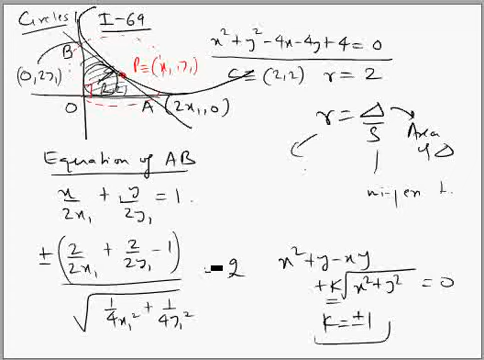 Circles I-69
x² + y² - 4x - 4y + 4 = 0
B
P ≡ (x₁, y₁)
(0, 2y₁)
C ≡ (2, 2) r = 2
O A (2x₁, 0)
r = Δ/S
Area of Δ
Equation of AB
x/2x₁ + y/2y₁ = 1.
± (2/2x₁ + 2/2y₁ - 1) / √(1/4x₁² + 1/4y₁²) = 2
x² + y - xy
+ k√(x² + y²) = 0
k = ±1